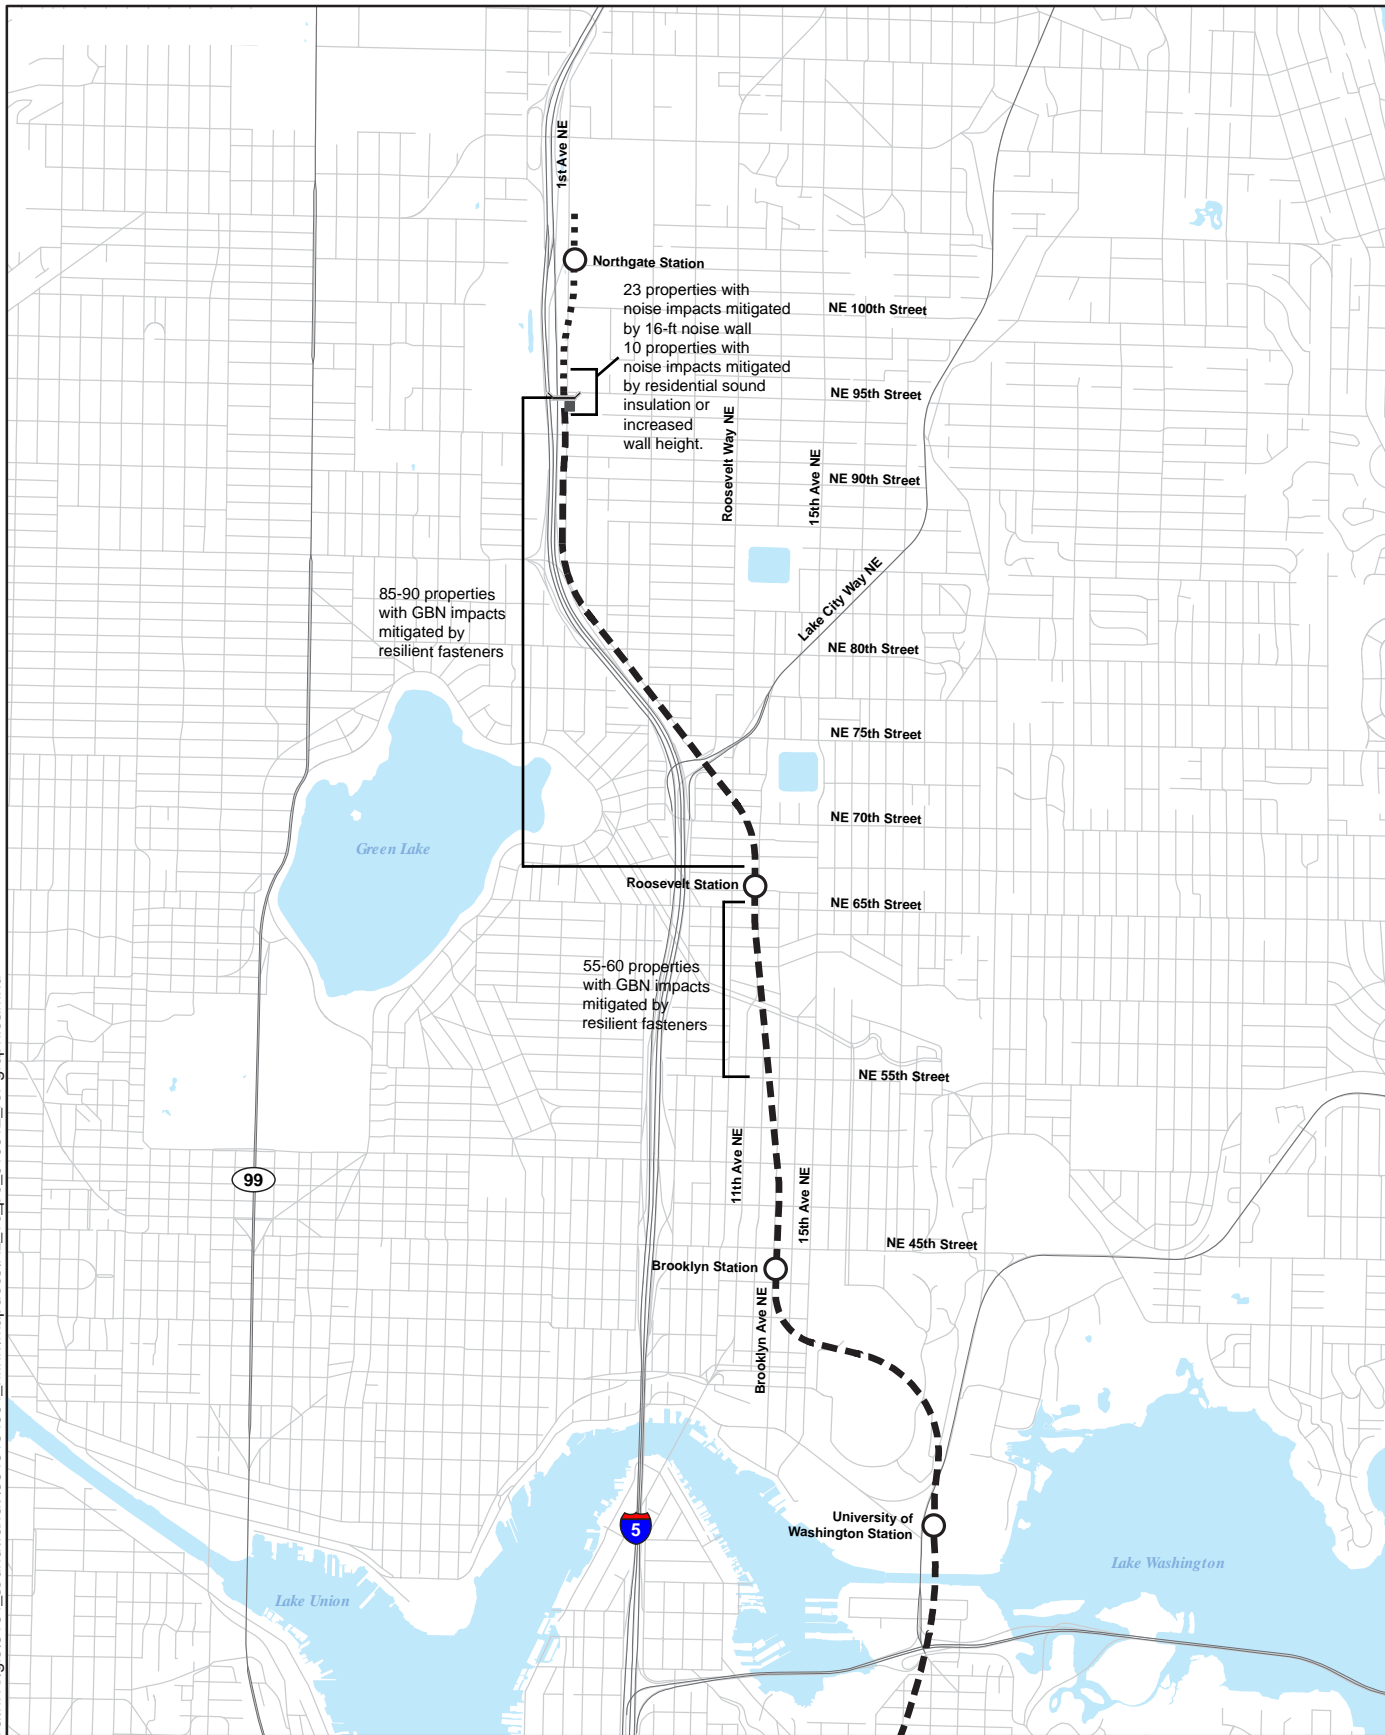 1st Ave NE
Northgate Station
23 properties with
noise impacts mitigated
by 16-ft noise wall
10 properties with
noise impacts mitigated
by residential sound
insulation or
increased
wall height.
NE 100th Street
NE 95th Street
Roosevelt Way NE
15th Ave NE
NE 90th Street
Lake City Way NE
85-90 properties
with GBN impacts
mitigated by
resilient fasteners
NE 80th Street
NE 75th Street
NE 70th Street
Green Lake
Roosevelt Station
NE 65th Street
55-60 properties
with GBN impacts
mitigated by
resilient fasteners
NE 55th Street
11th Ave NE
15th Ave NE
99
NE 45th Street
Brooklyn Station
Brooklyn Ave NE
University of
Washington Station
5
Lake Washington
Lake Union